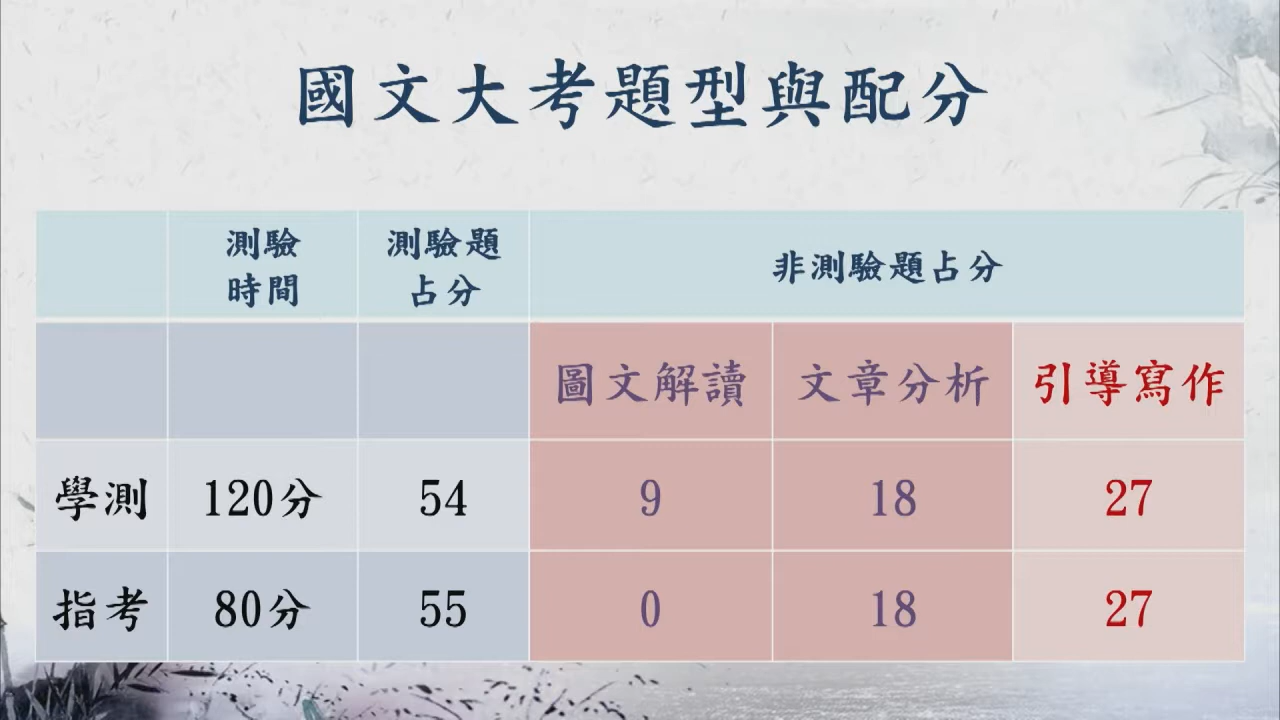 國文大考題型與配分
測驗 測驗題 非測驗題占分
時間 占分
圖文解讀 文章分析 引導寫作
學測 120分 54 9 18 27
指考 80分 55 0 18 27